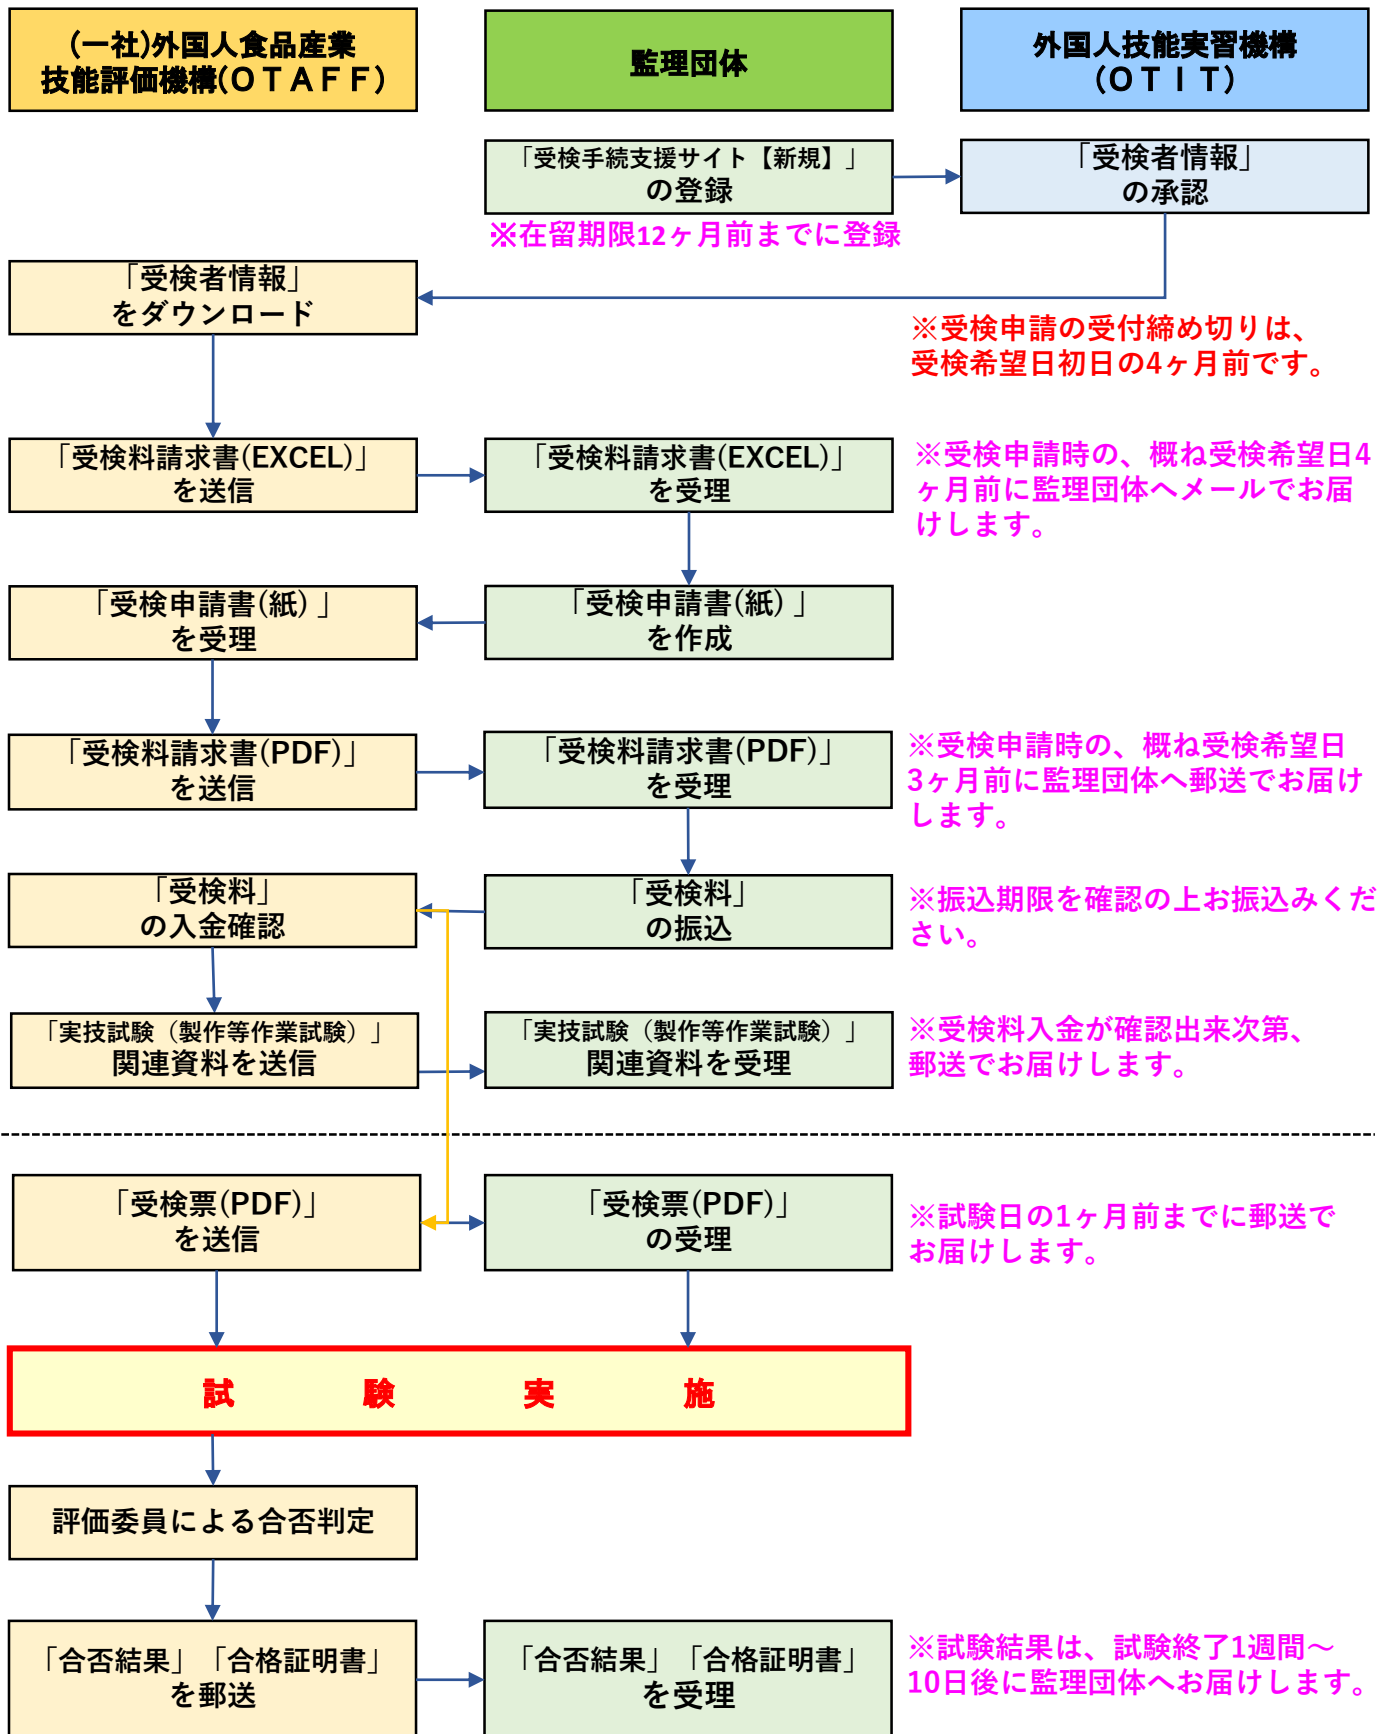 (一社)外国人食品産業
技能評価機構(ＯＴＡＦＦ)
監理団体
外国人技能実習機構
(ＯＴＩＴ)
「受検手続支援サイト【新規】」
の登録
「受検者情報」
の承認
※在留期限12ヶ月前までに登録
「受検者情報」
をダウンロード
※受検申請の受付締め切りは、
受検希望日初日の4ヶ月前です。
「受検料請求書(EXCEL)」
を送信
「受検料請求書(EXCEL)」
を受理
※受検申請時の、概ね受検希望日4
ヶ月前に監理団体へメールでお届
けします。
「受検申請書(紙) 」
を受理
「受検申請書(紙) 」
を作成
「受検料請求書(PDF)」
を送信
「受検料請求書(PDF)」
を受理
※受検申請時の、概ね受検希望日
3ヶ月前に監理団体へ郵送でお届け
します。
「受検料」
の入金確認
「受検料」
の振込
※振込期限を確認の上お振込みくだ
さい。
「実技試験（製作等作業試験）」
関連資料を送信
「実技試験（製作等作業試験）」
関連資料を受理
※受検料入金が確認出来次第、
郵送でお届けします。
「受検票(PDF)」
を送信
「受検票(PDF)」
の受理
※試験日の1ヶ月前までに郵送で
お届けします。
試　験　実　施
評価委員による合否判定
「合否結果」「合格証明書」
を郵送
「合否結果」「合格証明書」
を受理
※試験結果は、試験終了1週間～
10日後に監理団体へお届けします。